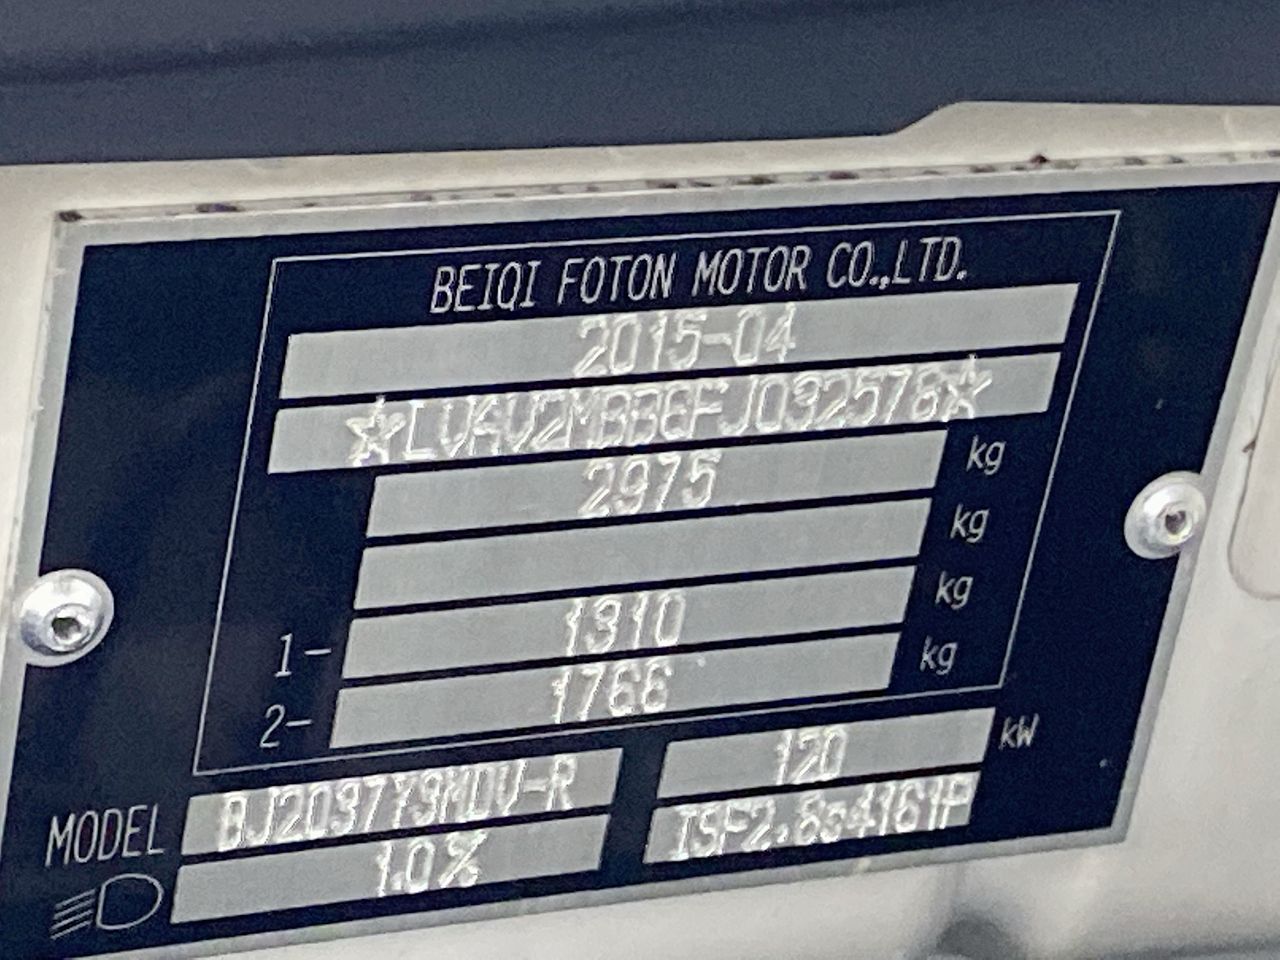 BEIQI FOTON MOTOR CO.,LTD.
2015-04
☆LVAV2MBB6FJ032578☆
2975 kg
kg
1- 1310 kg
2- 1766 kg
MODEL BJ2037Y3MDV-R 120 kW
1.0% ISF2.8s4161P